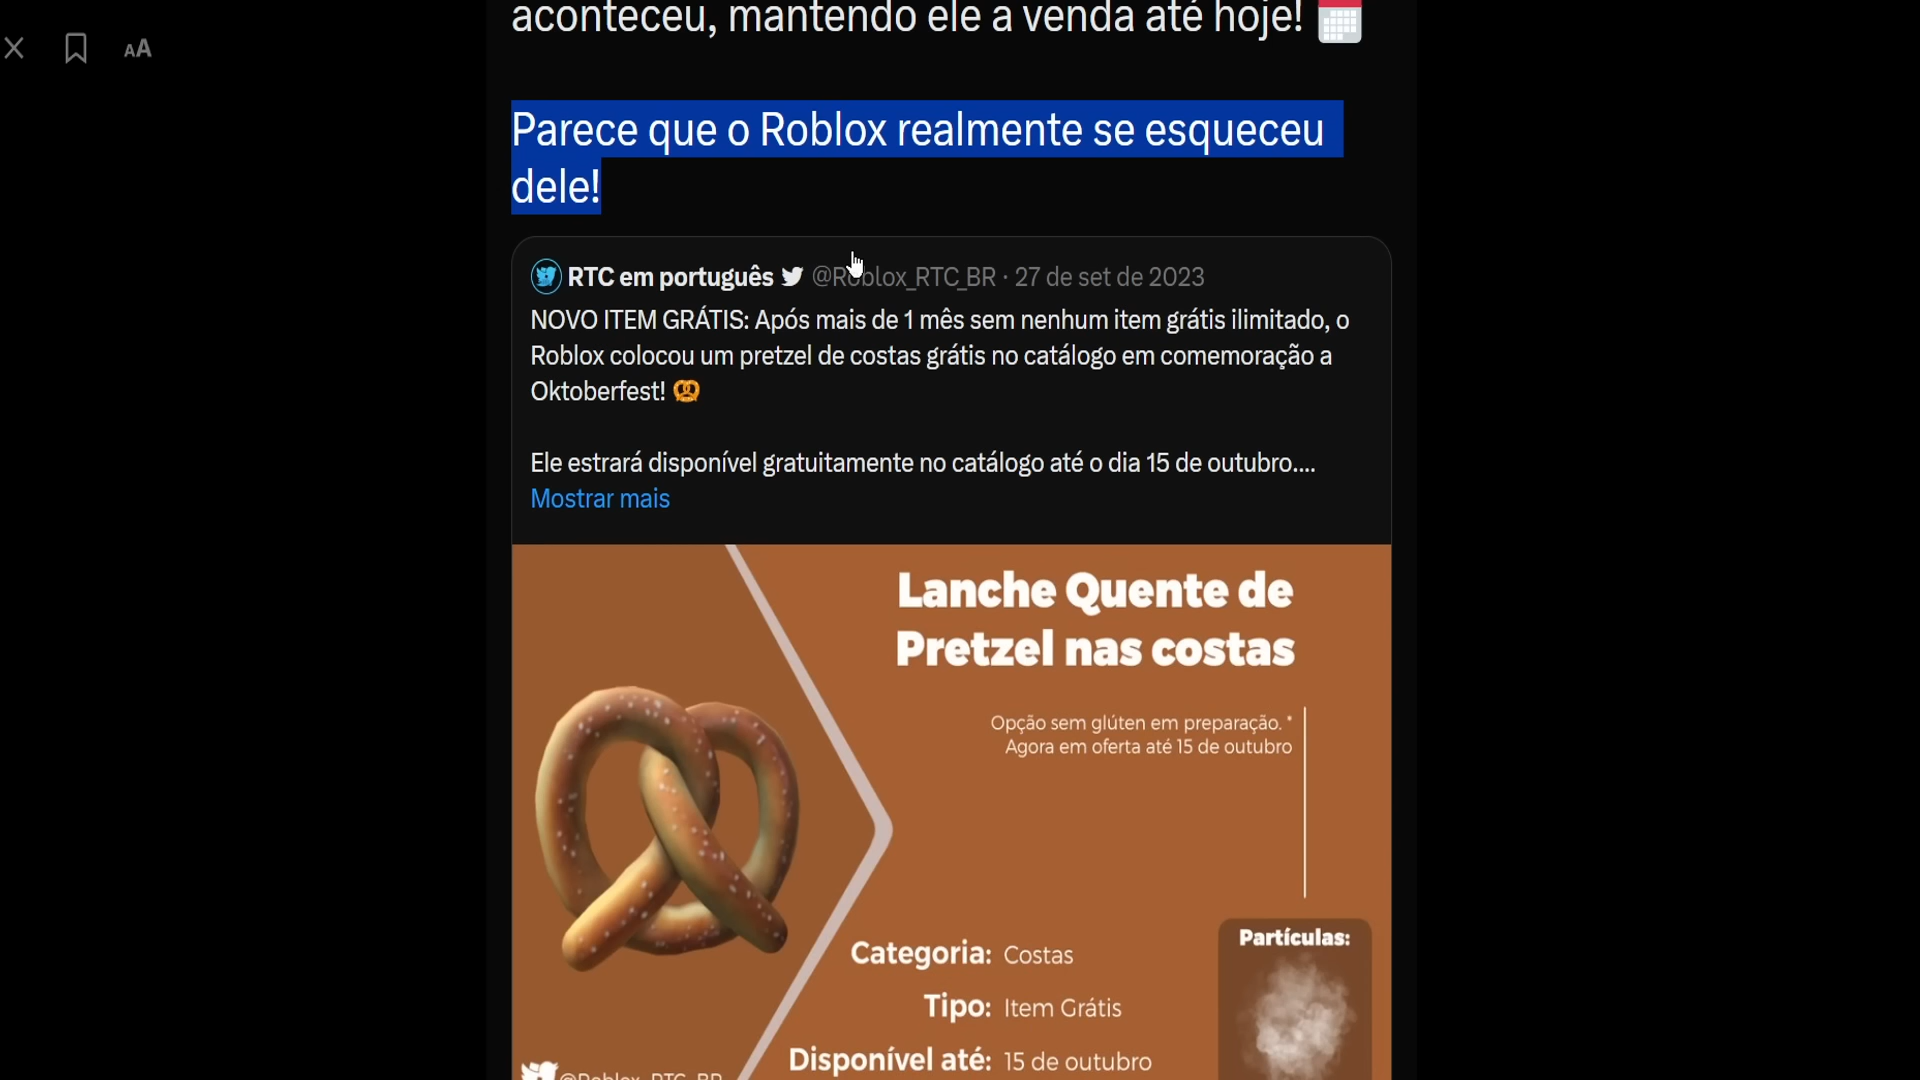 aconteceu, mantendo ele a venda até hoje!
AA
Parece que o Roblox realmente se esqueceu
dele!
RTC em português @Roblox_RTC_BR · 27 de set de 2023
NOVO ITEM GRÁTIS: Após mais de 1 mês sem nenhum item grátis ilimitado, o
Roblox colocou um pretzel de costas grátis no catálogo em comemoração a
Oktoberfest! 🥨
Ele estrará disponível gratuitamente no catálogo até o dia 15 de outubro....
Mostrar mais
Lanche Quente de
Pretzel nas costas
Opção sem glúten em preparação. *
Agora em oferta até 15 de outubro
Partículas:
Categoria: Costas
Tipo: Item Grátis
Disponível até: 15 de outubro
@Roblox_RTC_BR